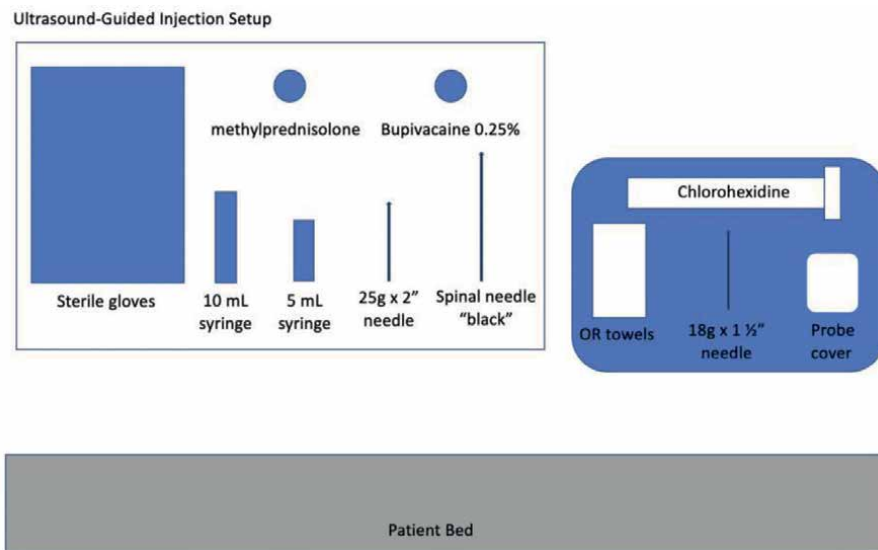 Ultrasound-Guided Injection Setup
methylprednisolone
Bupivacaine 0.25%
Sterile gloves
10 mL
syringe
5 mL
syringe
25g x 2”
needle
Spinal needle
“black”
Chlorohexidine
OR towels
18g x 1 ½”
needle
Probe
cover
Patient Bed